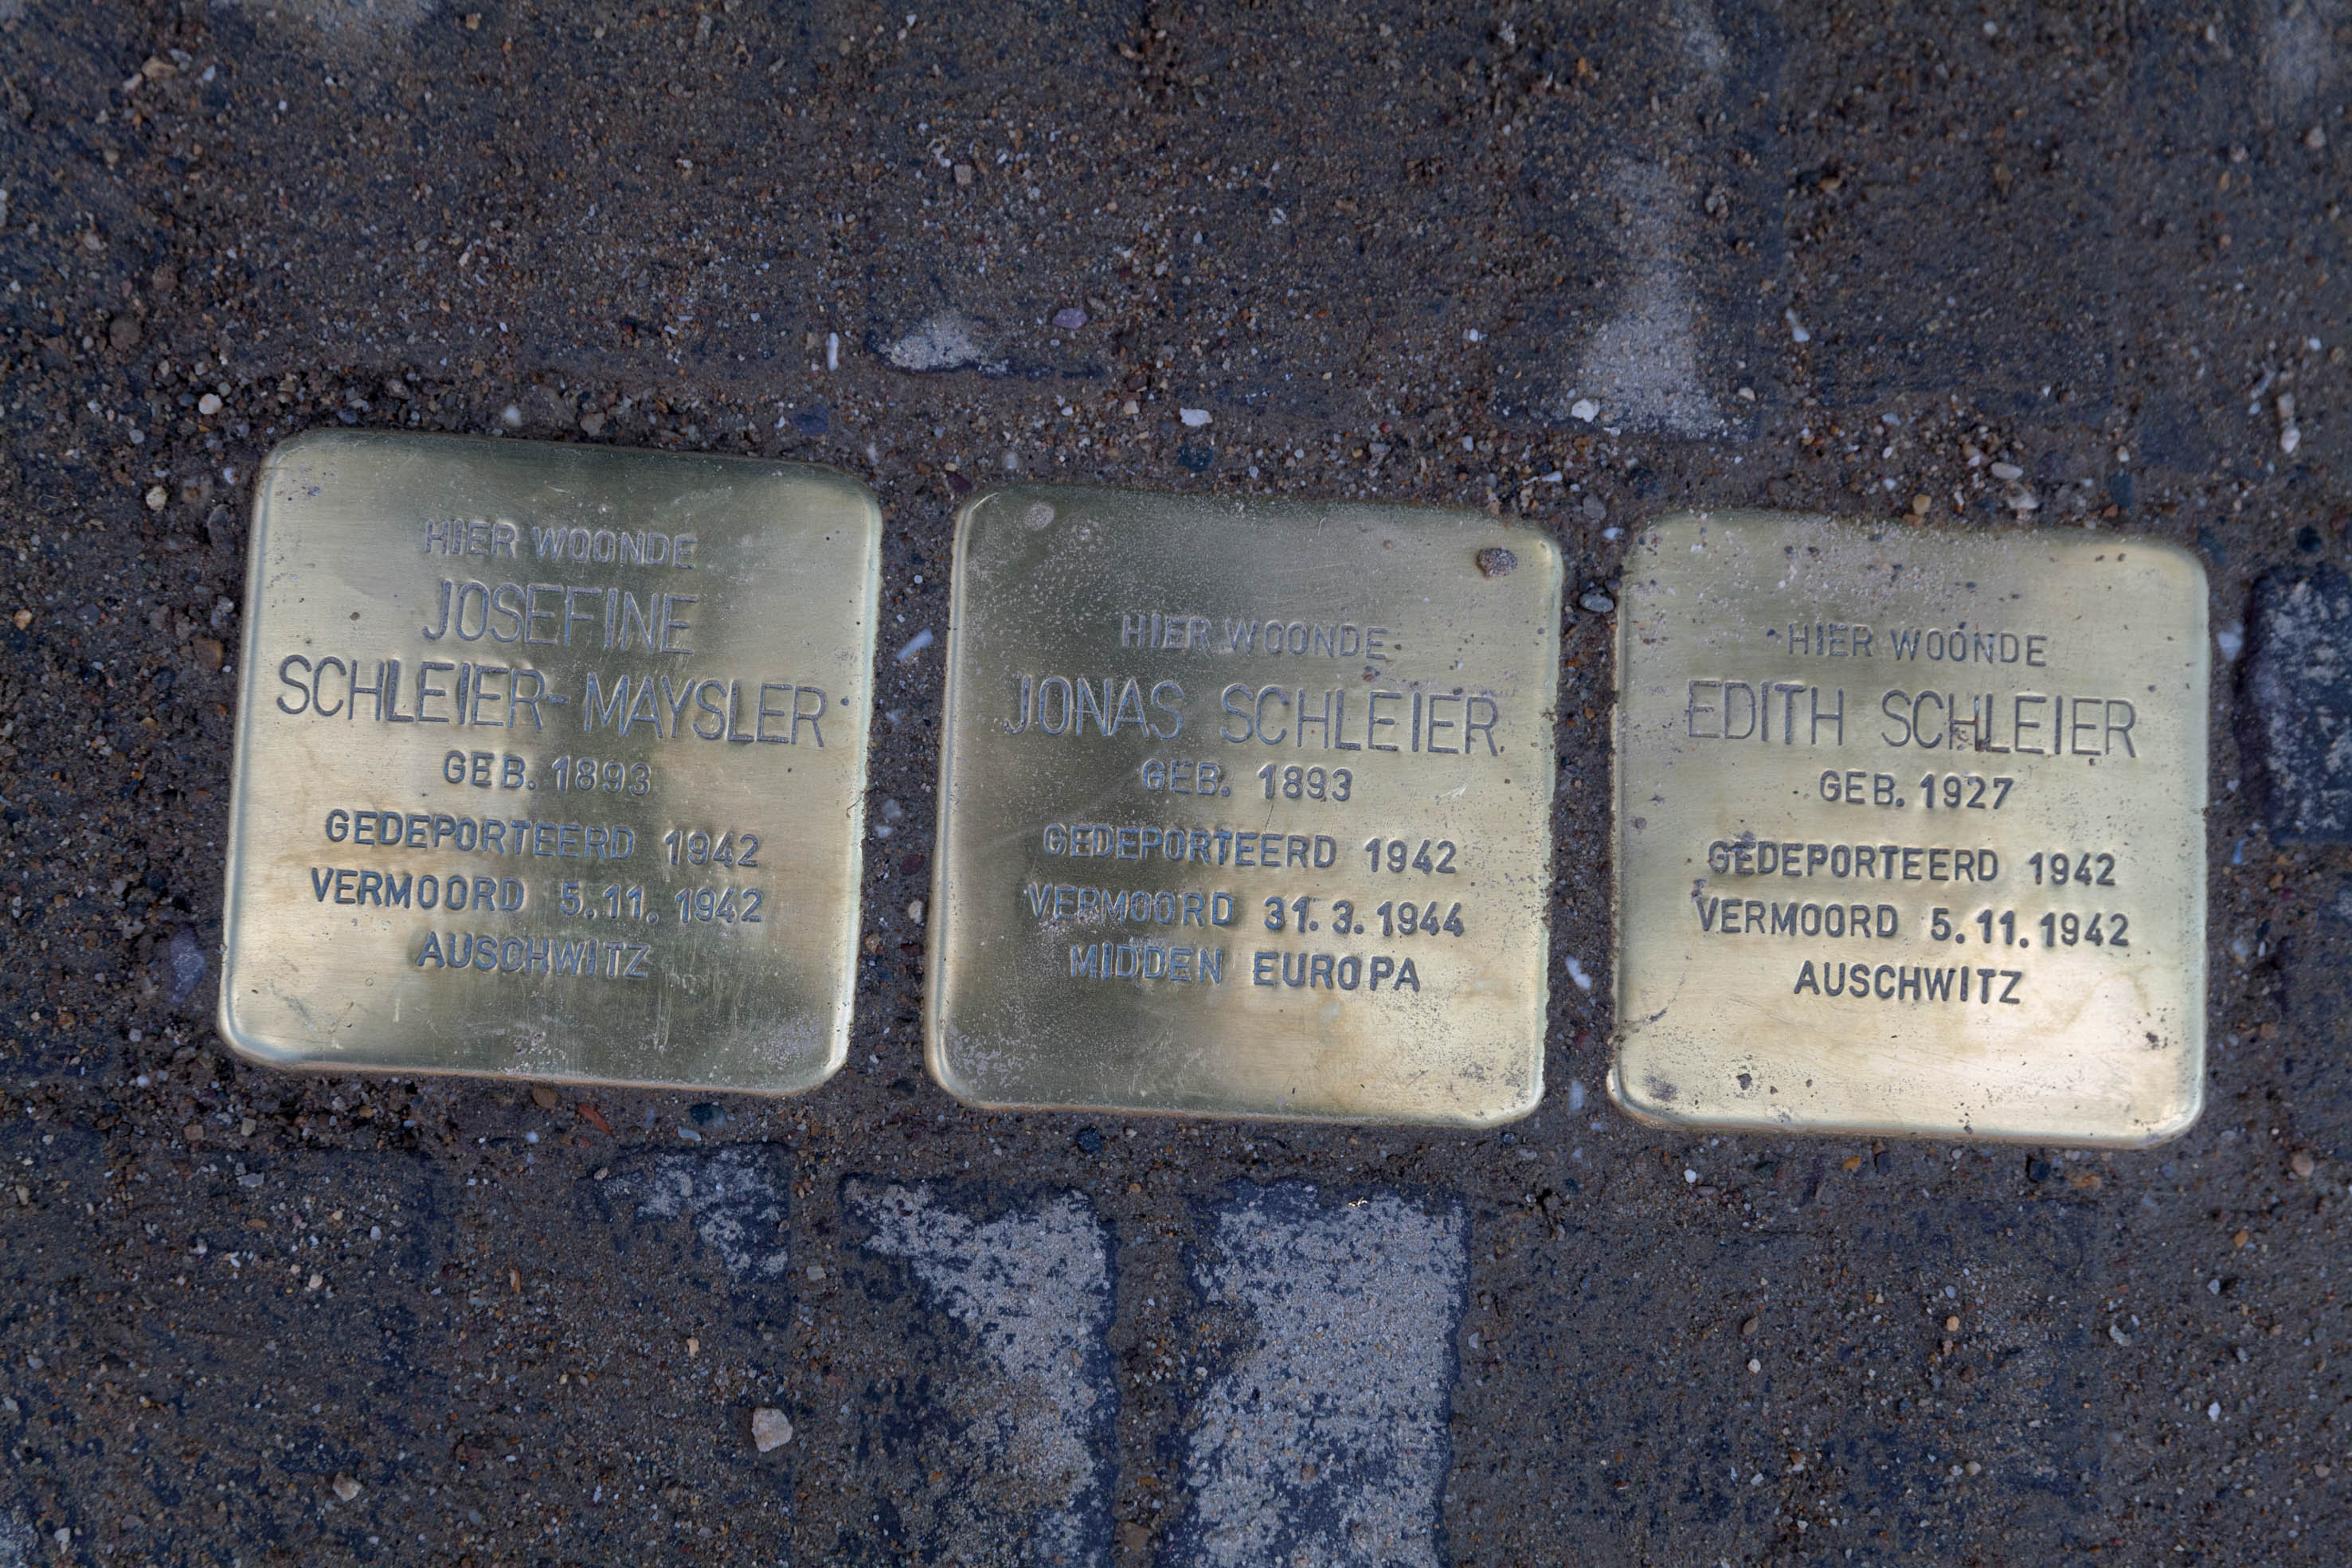 HIER WOONDE
JOSEFINE
SCHLEIER-MAYSLER
GEB. 1893
GEDEPORTEERD 1942
VERMOORD 5.11.1942
AUSCHWITZ
HIER WOONDE
JONAS SCHLEIER
GEB. 1893
GEDEPORTEERD 1942
VERMOORD 31.3.1944
MIDDEN EUROPA
HIER WOONDE
EDITH SCHLEIER
GEB. 1927
GEDEPORTEERD 1942
VERMOORD 5.11.1942
AUSCHWITZ